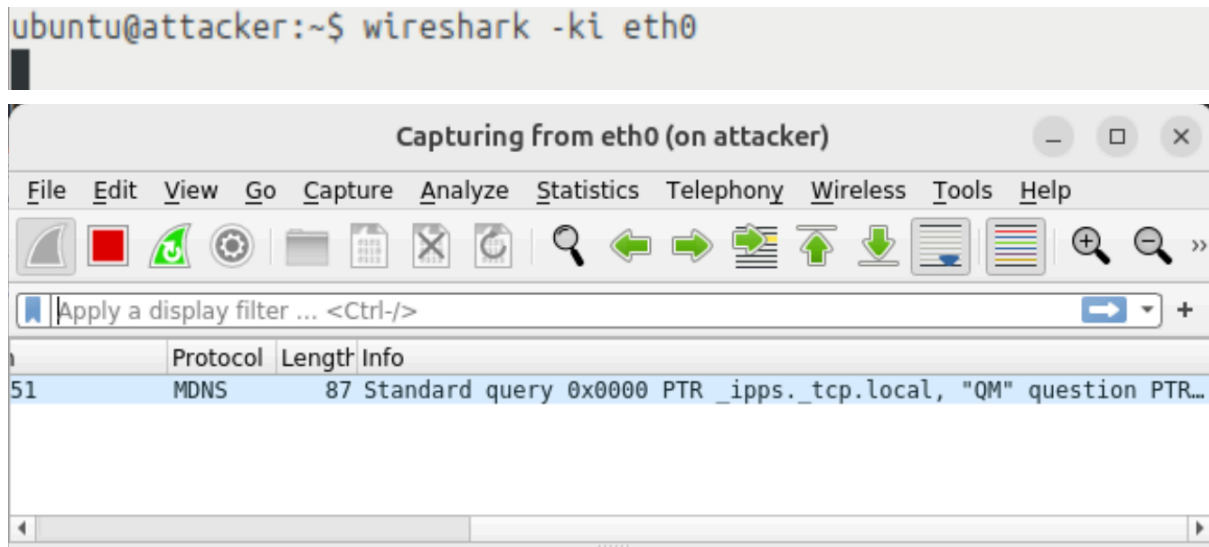 ubuntu@attacker:~$ wireshark -ki eth0
Capturing from eth0 (on attacker)
File Edit View Go Capture Analyze Statistics Telephony Wireless Tools Help
Apply a display filter ... <Ctrl-/>
Protocol Length Info
51 MDNS 87 Standard query 0x0000 PTR _ipps._tcp.local, "QM" question PTR…